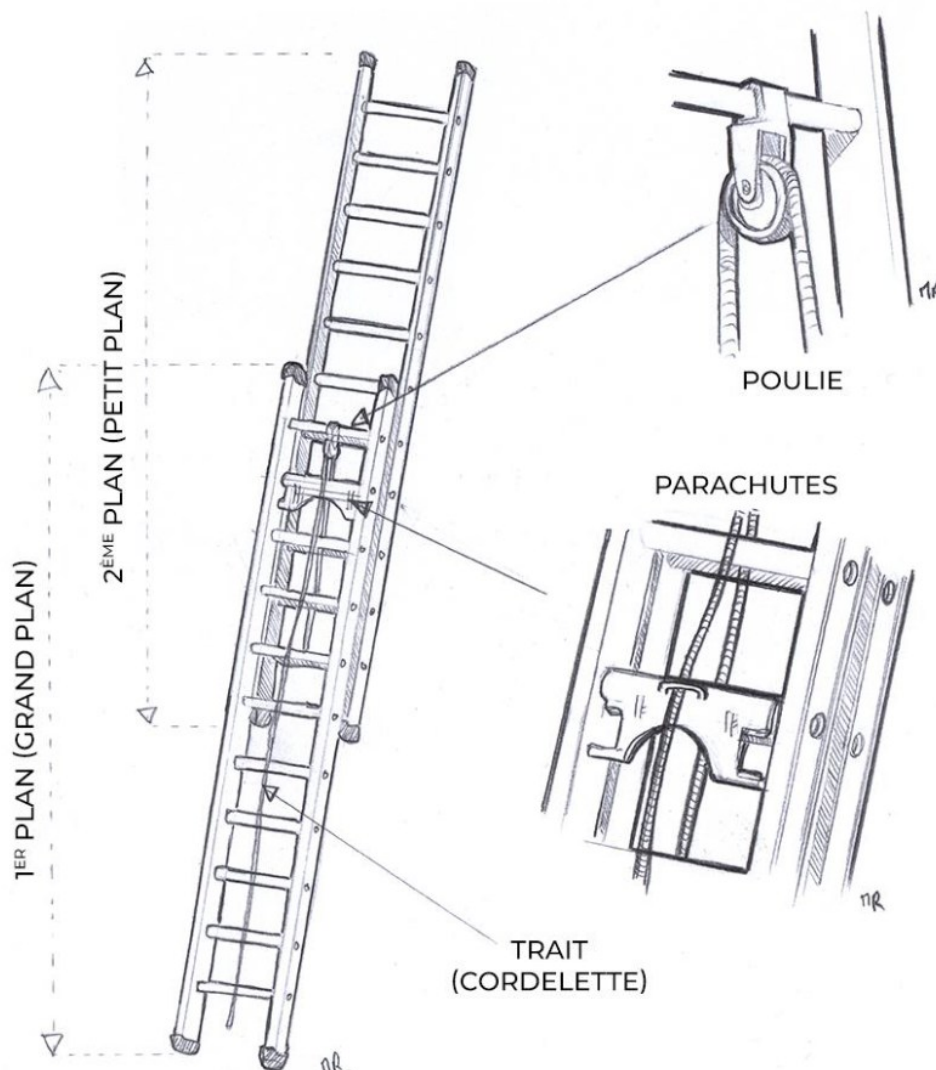 2ÈME PLAN (PETIT PLAN)
1ER PLAN (GRAND PLAN)
POULIE
PARACHUTES
TRAIT
(CORDELETTE)